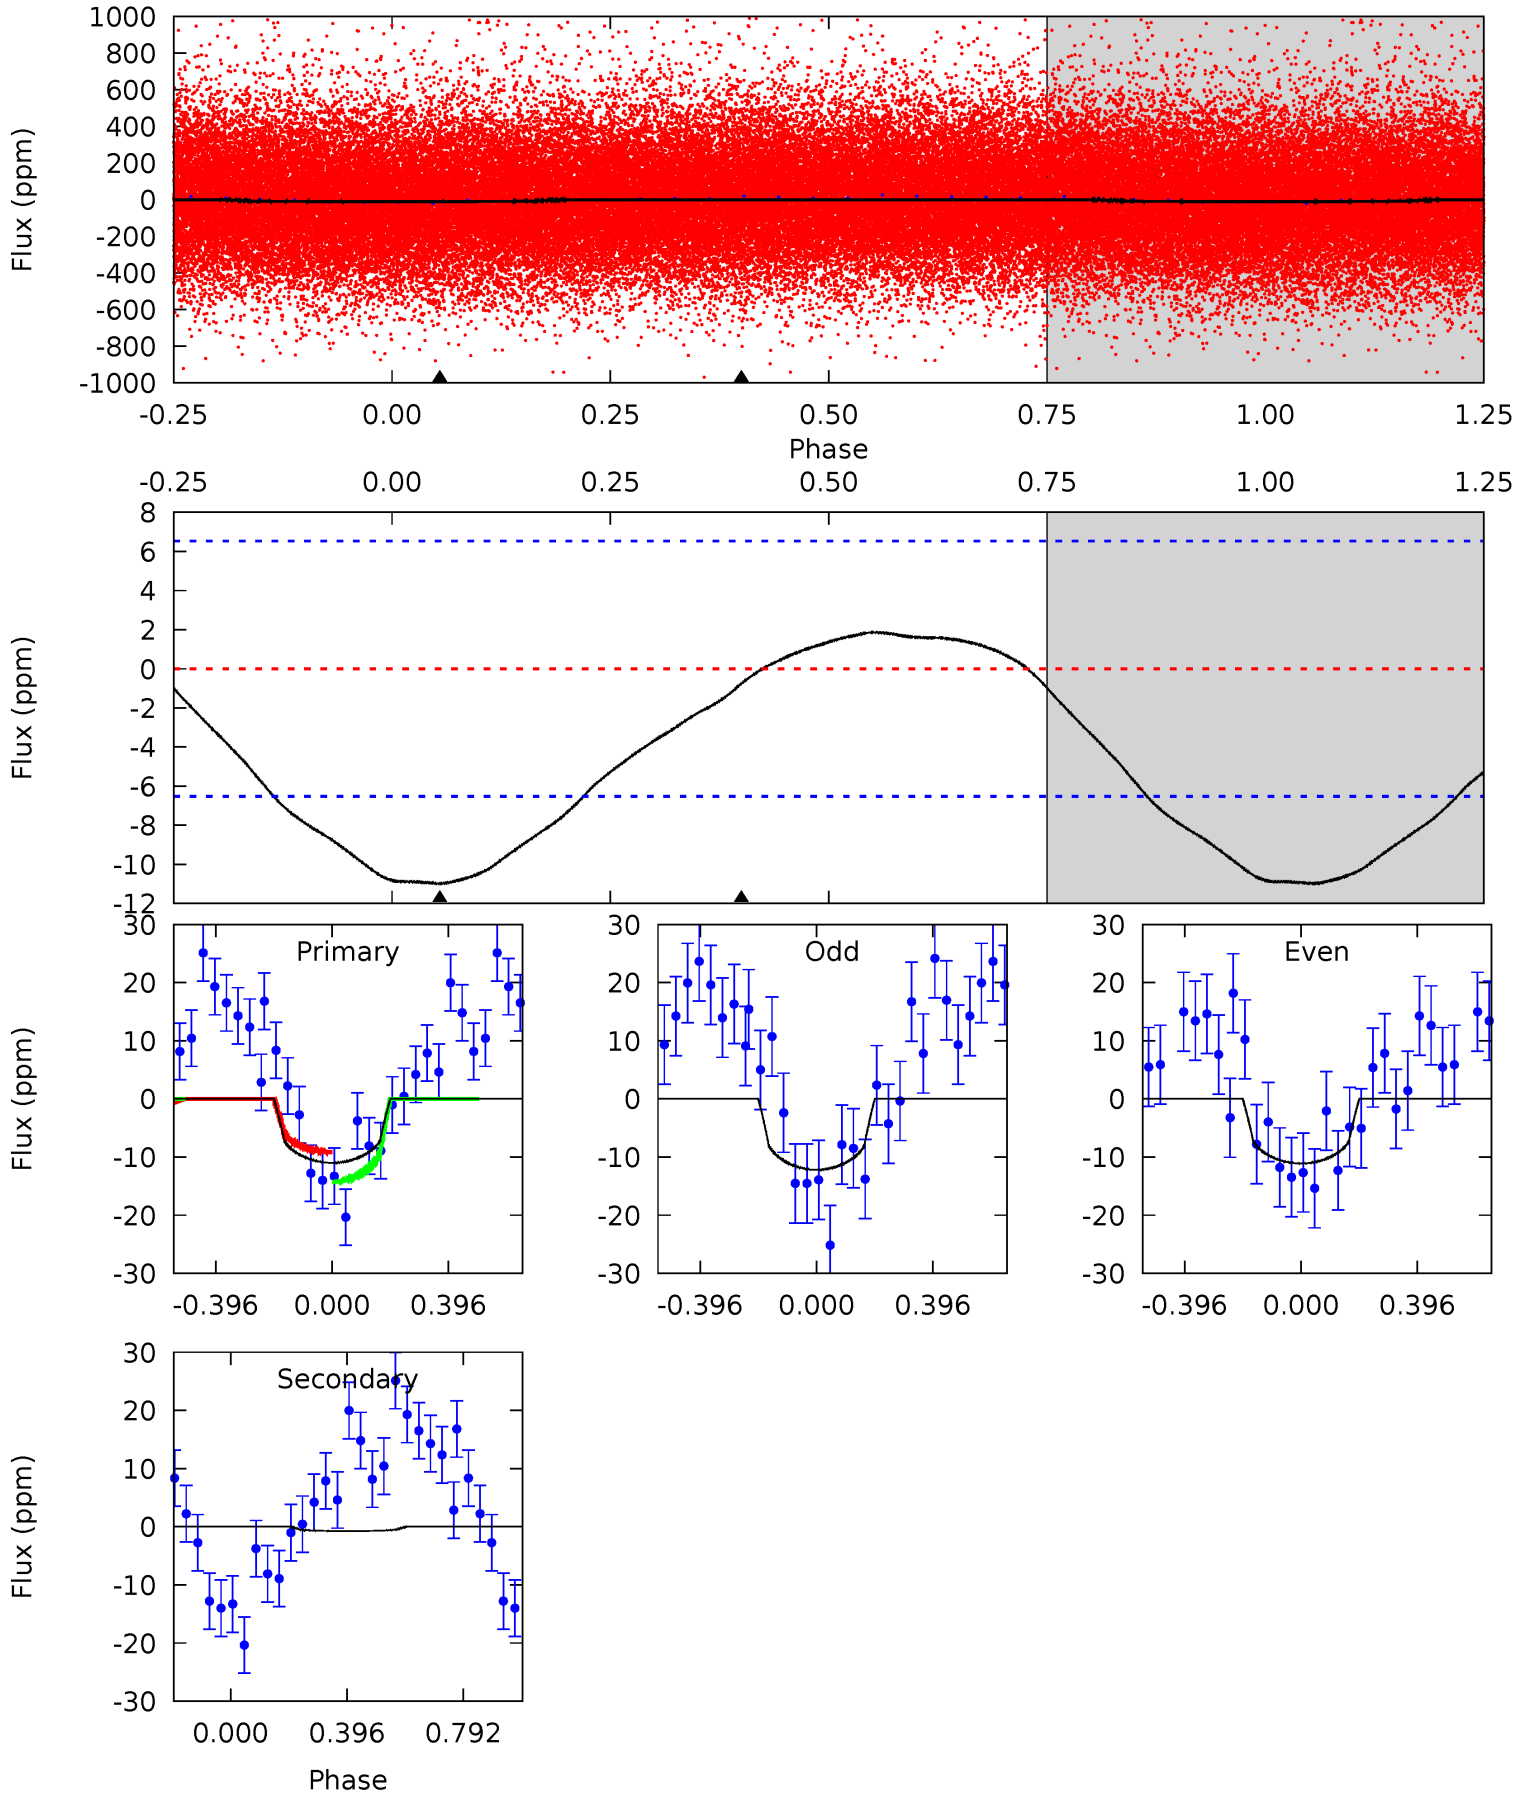 1000
800
600
400
200
0
-200
-400
-600
-800
-1000
Flux (ppm)
-0.25 0.00 0.25 0.50 0.75 1.00 1.25
Phase
-0.25 0.00 0.25 0.50 0.75 1.00 1.25
8
6
4
2
0
-2
-4
-6
-8
-10
-12
Flux (ppm)
Primary Odd Even
30 30 30
20 20 20
10 10 10
0 0 0
-10 -10 -10
-20 -20 -20
-30 -30 -30
Flux (ppm)
-0.396 0.000 0.396 -0.396 0.000 0.396 -0.396 0.000 0.396
Secondary
30
20
10
0
-10
-20
-30
Flux (ppm)
0.000 0.396 0.792
Phase